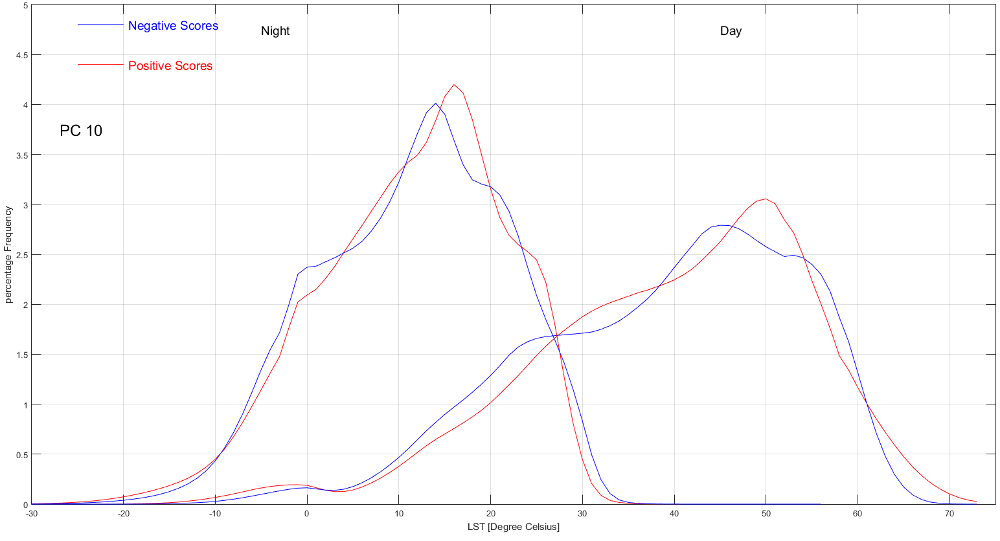 Negative Scores
Night
Day
Positive Scores
PC 10
percentage Frequency
5
4.5
4
3.5
3
2.5
2
1.5
1
0.5
0
-30 -20 -10 0 10 20 30 40 50 60 70
LST [Degree Celsius]